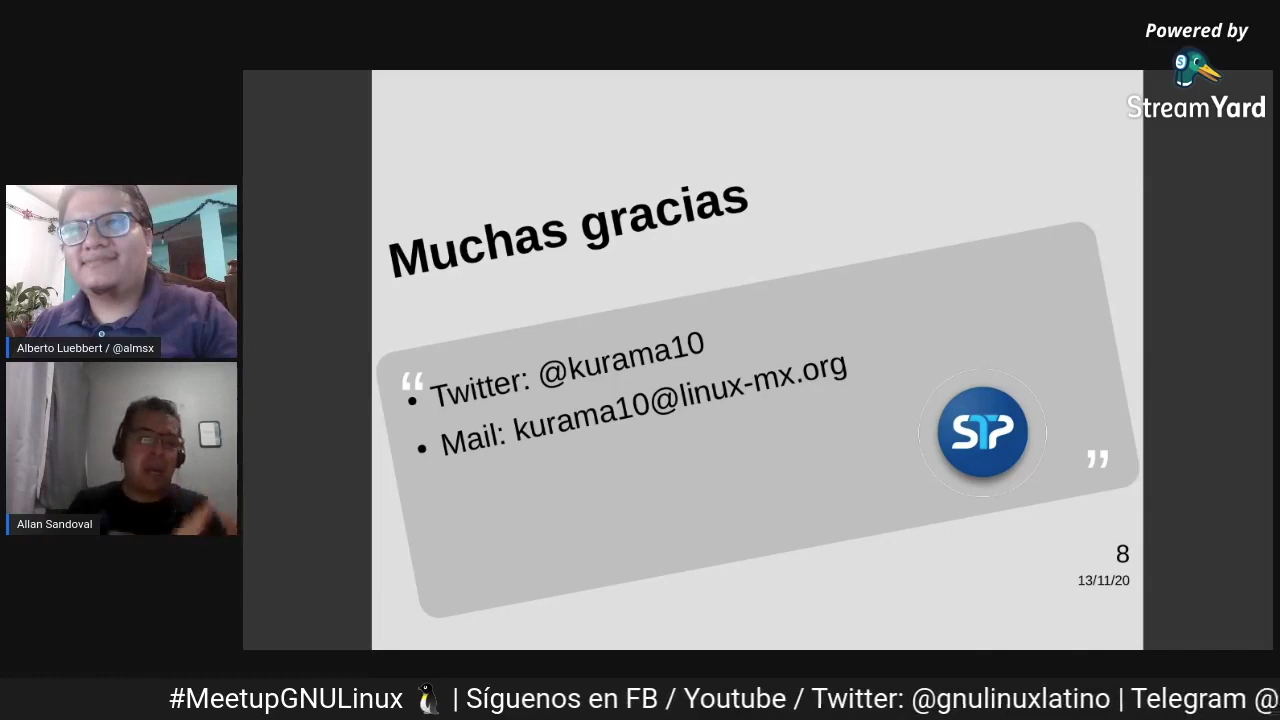 Powered by
StreamYard
Muchas gracias
“
• Twitter: @kurama10
• Mail: kurama10@linux-mx.org
STP
”
8
13/11/20
Alberto Luebbert / @almsx
Allan Sandoval
#MeetupGNULinux 🐧 | Síguenos en FB / Youtube / Twitter: @gnulinuxlatino | Telegram @